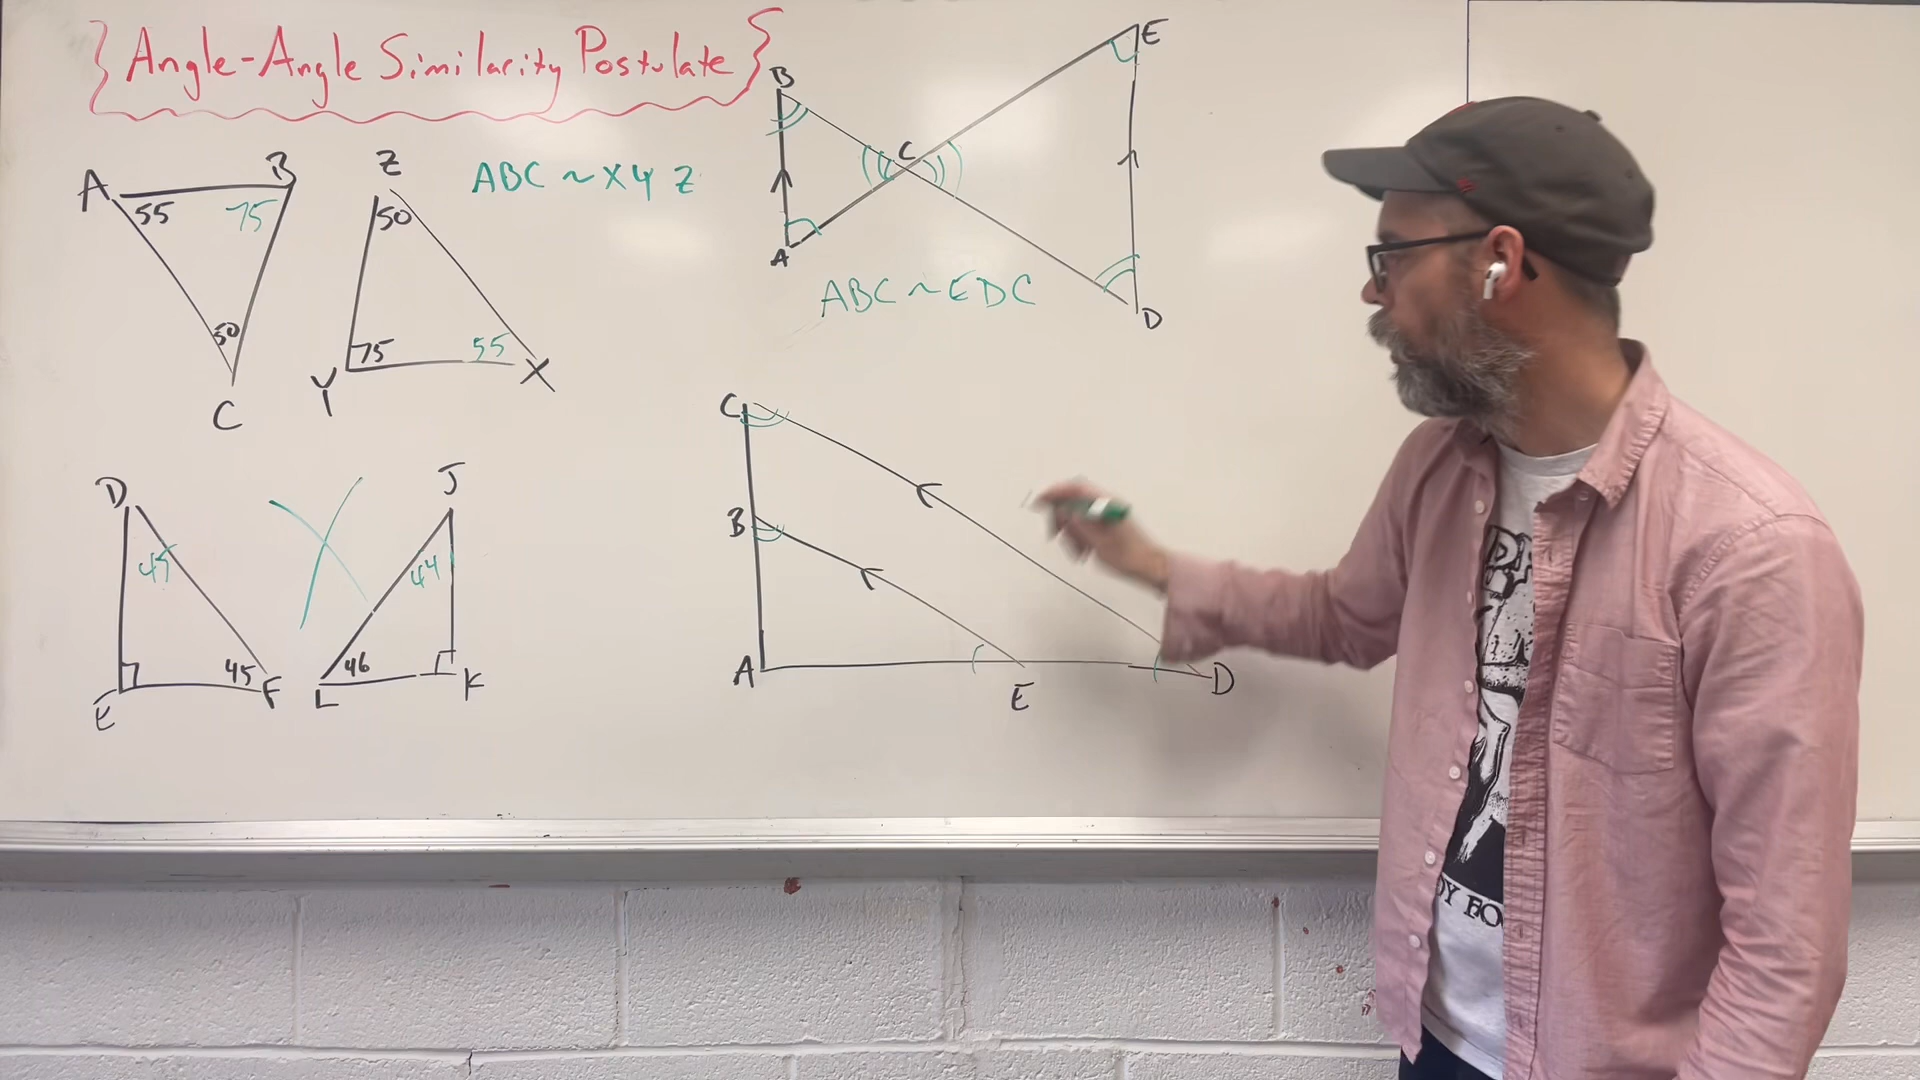 Angle-Angle Similarity Postulate
A
B
55
75
50
C
Z
50
75
55
Y
X
ABC ~ XYZ
B
E
C
A
D
ABC ~ EDC
D
45
45
E
F
J
44
46
L
K
C
B
A
E
D